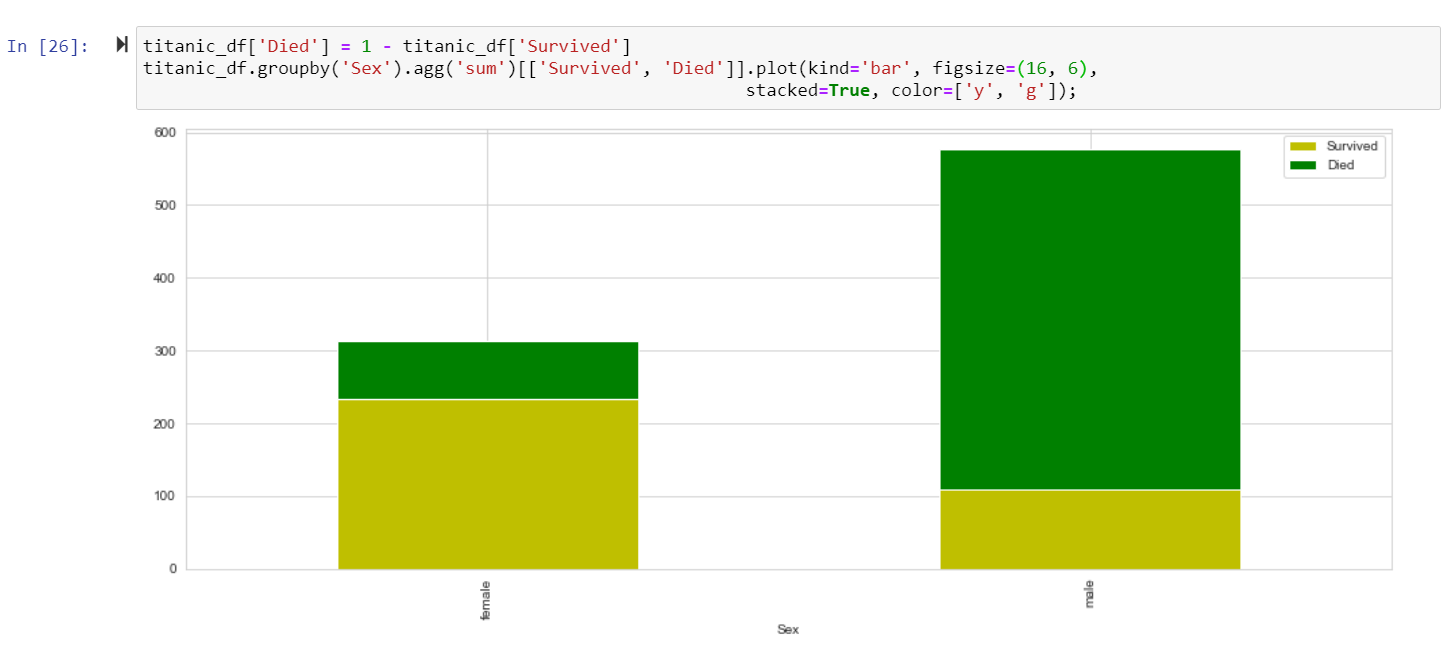 In [26]:
titanic_df['Died'] = 1 - titanic_df['Survived']
titanic_df.groupby('Sex').agg('sum')[['Survived', 'Died']].plot(kind='bar', figsize=(16, 6),
stacked=True, color=['y', 'g']);
600
500
400
300
200
100
0
Survived
Died
female
male
Sex